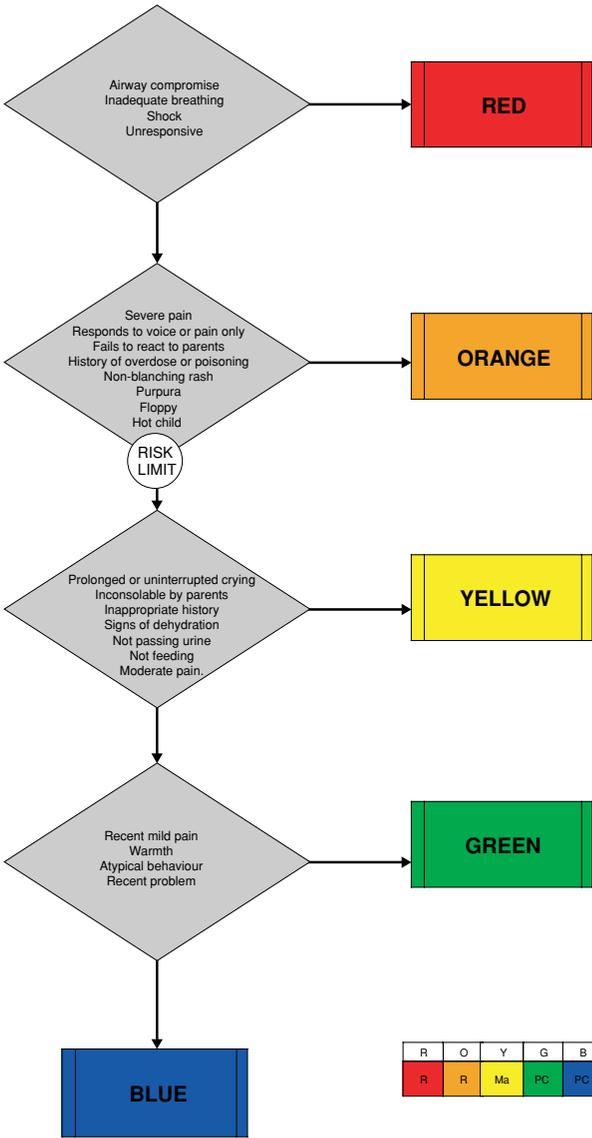 Airway compromise
Inadequate breathing
Shock
Unresponsive
RED
Severe pain
Responds to voice or pain only
Fails to react to parents
History of overdose or poisoning
Non-blanching rash
Purpura
Floppy
Hot child
ORANGE
RISK
LIMIT
Prolonged or uninterrupted crying
Inconsolable by parents
Inappropriate history
Signs of dehydration
Not passing urine
Not feeding
Moderate pain.
YELLOW
Recent mild pain
Warmth
Atypical behaviour
Recent problem
GREEN
BLUE
R O Y G B
R R Ma PC PC